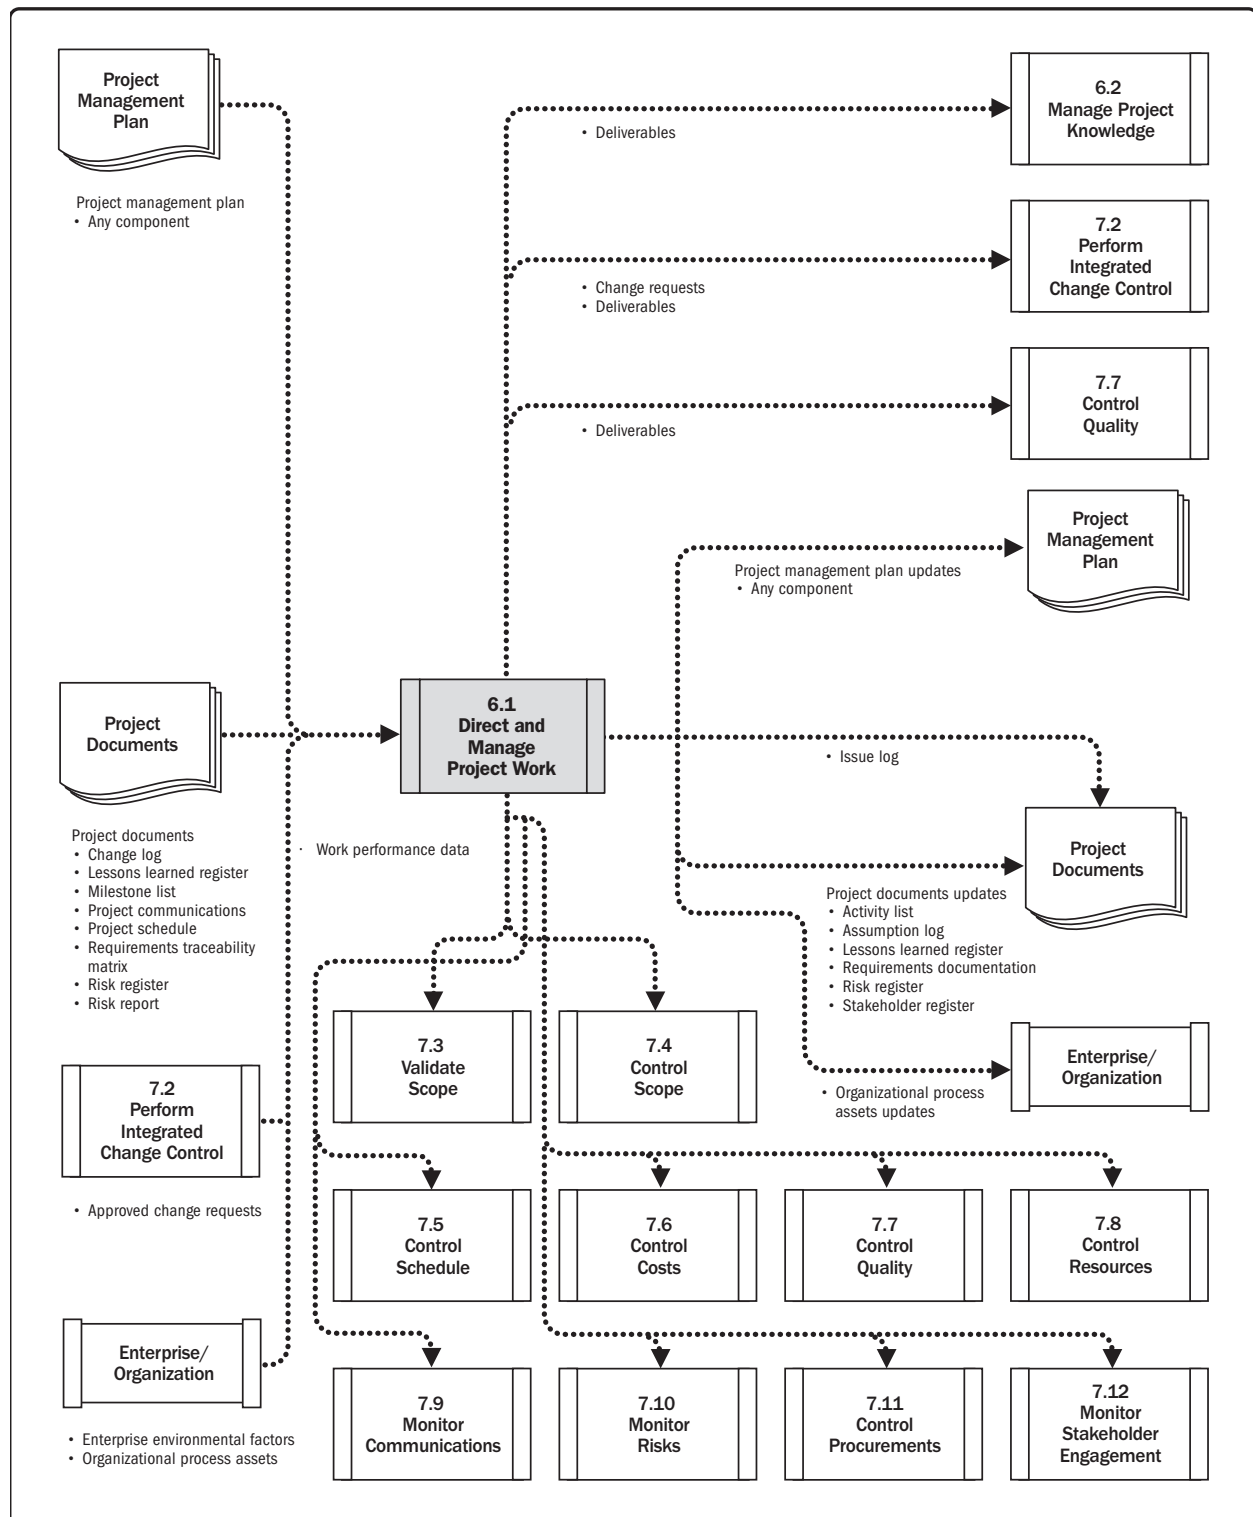 Project
Management
Plan
Project management plan
• Any component
6.2
Manage Project
Knowledge
• Deliverables
7.2
Perform
Integrated
Change Control
• Change requests
• Deliverables
7.7
Control
Quality
• Deliverables
Project
Management
Plan
Project management plan updates
• Any component
Project
Documents
6.1
Direct and
Manage
Project Work
• Issue log
Project documents
• Change log
• Lessons learned register
• Milestone list
• Project communications
• Project schedule
• Requirements traceability
matrix
• Risk register
• Risk report
· Work performance data
Project
Documents
Project documents updates
• Activity list
• Assumption log
• Lessons learned register
• Requirements documentation
• Risk register
• Stakeholder register
7.3
Validate
Scope
7.4
Control
Scope
Enterprise/
Organization
• Organizational process
assets updates
7.2
Perform
Integrated
Change Control
• Approved change requests
7.5
Control
Schedule
7.6
Control
Costs
7.7
Control
Quality
7.8
Control
Resources
Enterprise/
Organization
• Enterprise environmental factors
• Organizational process assets
7.9
Monitor
Communications
7.10
Monitor
Risks
7.11
Control
Procurements
7.12
Monitor
Stakeholder
Engagement